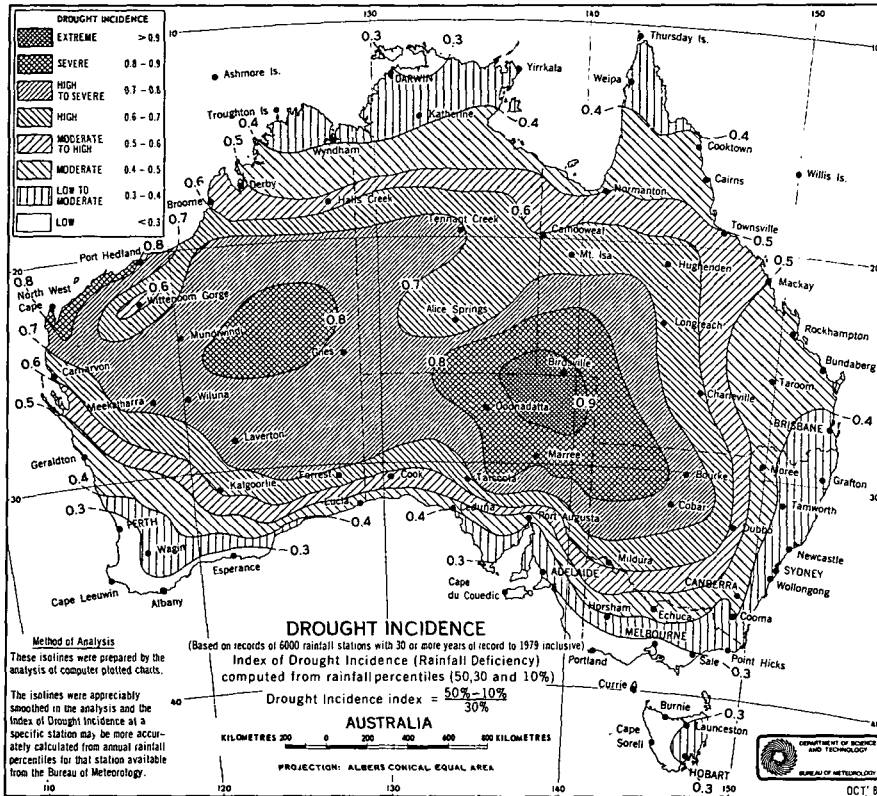 DROUGHT INCIDENCE
EXTREME > 0.9
SEVERE 0.8 – 0.9
HIGH TO SEVERE 0.7 – 0.8
HIGH 0.6 – 0.7
MODERATE TO HIGH 0.5 – 0.6
MODERATE 0.4 – 0.5
LOW TO MODERATE 0.3 – 0.4
LOW < 0.3
10 130 140 150 10
0.3 0.3
Thursday Is.
Ashmore Is.
DARWIN
Yirrkala
Weipa
Troughton Is
0.4
Katherine
0.4
0.4
0.4
Cooktown
0.5
Wyndham
Willis Is.
0.6
Derby
Cairns
Broome
Halls Creek
Normanton
0.7
0.6
Tennant Creek
Camooweal
Townsville
0.5
Port Hedland
0.8
Mt. Isa
0.5
20
20
Hughenden
Mackay
0.8
North West Cape
0.6
Wittenoom Gorge
0.7
Alice Springs
0.7
Mundiwindi
0.8
Longreach
Rockhampton
0.6
Giles
0.8
Birdsville
Bundaberg
Carnarvon
Taroom
0.5
Meekatharra
Wiluna
Oodnadatta
0.9
Charleville
0.4
BRISBANE
Laverton
Marree
Geraldton
Forrest
Cook
Tarcoola
Bourke
Moree
Grafton
30
0.4
Kalgoorlie
Cobar
30
Eucla
Tamworth
0.3
0.4
Ceduna
0.4
Port Augusta
Dubbo
PERTH
Wagin
0.3
Newcastle
Esperance
0.3
Mildura
SYDNEY
Wollongong
ADELAIDE
CANBERRA
Cape Leeuwin
Albany
Cape du Couedic
Horsham
Echuca
Cooma
MELBOURNE
Portland
Sale
Point Hicks
0.3
Currie
40
40
Burnie
0.3
Launceston
Cape Sorell
HOBART
0.3
110 120 130 140 150
Method of Analysis
These isolines were prepared by the
analysis of computer plotted charts.
The isolines were appreciably
smoothed in the analysis and the
Index of Drought Incidence at a
specific station may be more accur-
ately calculated from annual rainfall
percentiles for that station available
from the Bureau of Meteorology.
DROUGHT INCIDENCE
(Based on records of 6000 rainfall stations with 30 or more years of record to 1979 inclusive)
Index of Drought Incidence (Rainfall Deficiency)
computed from rainfall percentiles (50,30 and 10%)
Drought Incidence index = 50%–10% / 30%
AUSTRALIA
KILOMETRES 200 0 200 400 600 800 KILOMETRES
PROJECTION: ALBERS CONICAL EQUAL AREA
DEPARTMENT OF SCIENCE
AND TECHNOLOGY
BUREAU OF METEOROLOGY
OCT' 8